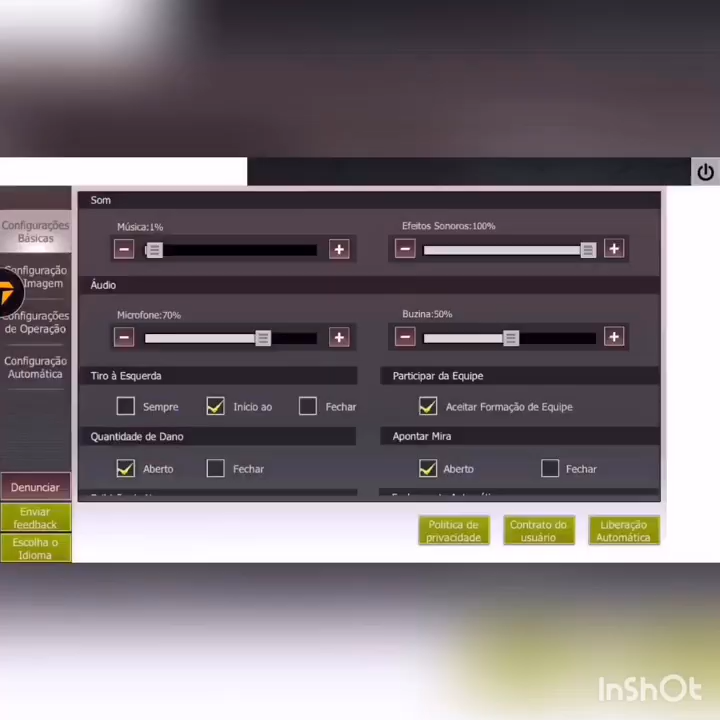 Som
Configurações
Básicas
Música:1%
Efeitos Sonoros:100%
Configuração
Imagem
Áudio
Configurações
de Operação
Microfone:70%
Buzina:50%
Configuração
Automática
Tiro à Esquerda
Participar da Equipe
Sempre
Início ao
Fechar
Aceitar Formação de Equipe
Quantidade de Dano
Apontar Mira
Aberto
Fechar
Aberto
Fechar
Denunciar
Enviar
feedback
Escolha o
Idioma
Política de
privacidade
Contrato do
usuário
Liberação
Automática
InShOt